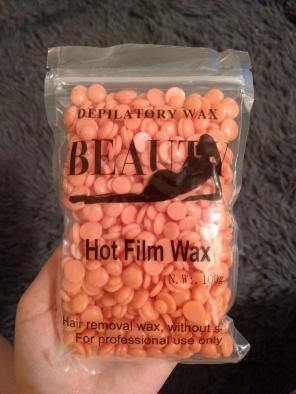 DEPILATORY WAX
BEAUTY
Hot Film Wax
N.W.: 100g
Hair removal wax, without
For professional use only